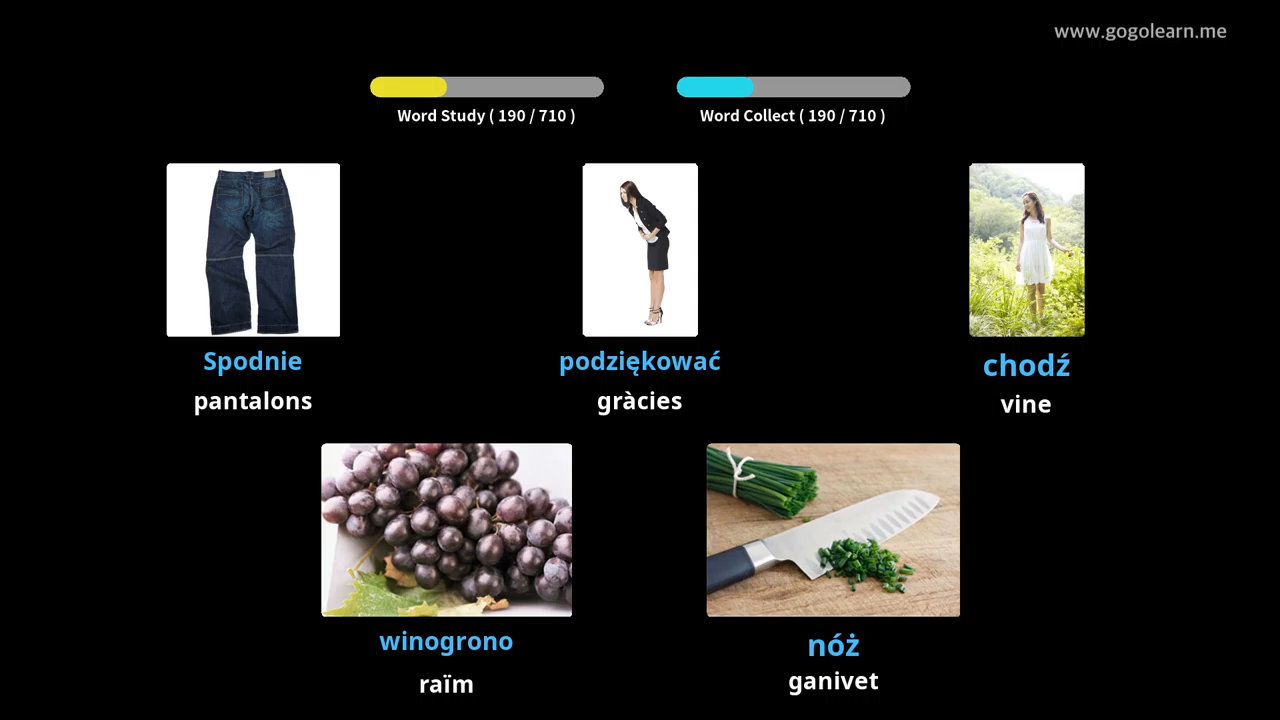 www.gogolearn.me
Word Study ( 190 / 710 )
Word Collect ( 190 / 710 )
Spodnie
pantalons
podziękować
gràcies
chodź
vine
winogrono
raïm
nóż
ganivet